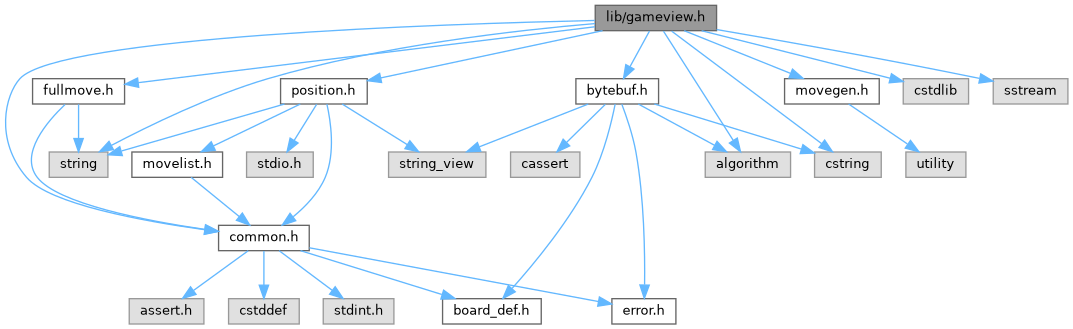 lib/gameview.h
fullmove.h
position.h
bytebuf.h
movegen.h
cstdlib
sstream
string
movelist.h
stdio.h
string_view
cassert
algorithm
cstring
utility
common.h
assert.h
cstddef
stdint.h
board_def.h
error.h